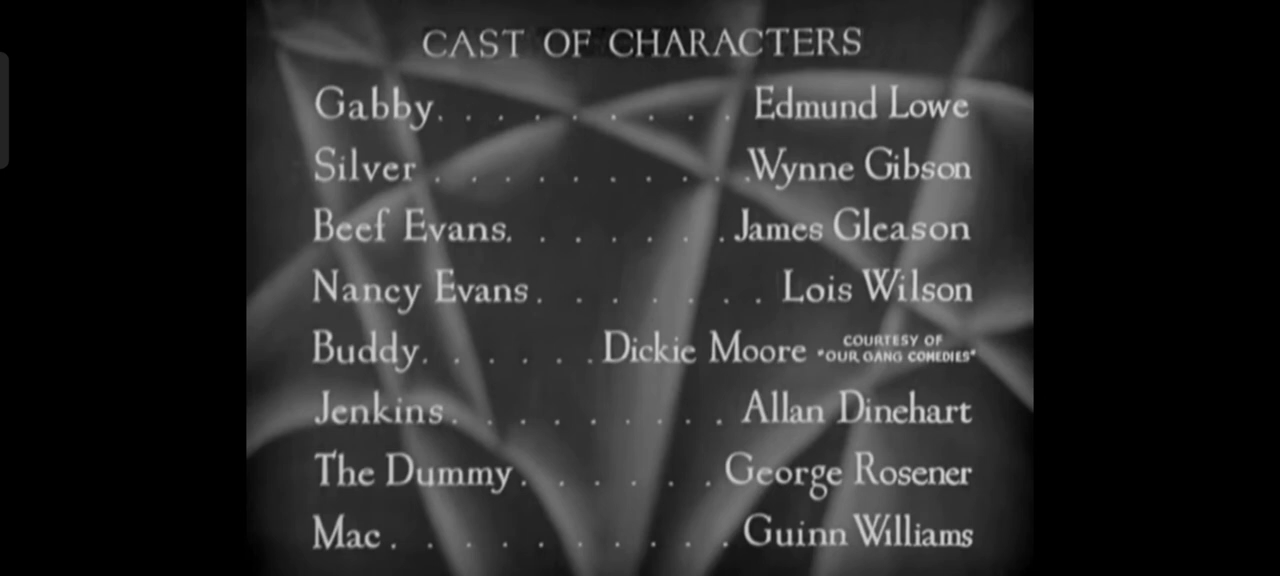 CAST OF CHARACTERS
Gabby. . . . . . . . . Edmund Lowe
Silver . . . . . . . . . .Wynne Gibson
Beef Evans. . . . . . .James Gleason
Nancy Evans . . . . . . . Lois Wilson
Buddy. . . . . .Dickie Moore COURTESY OF "OUR GANG COMEDIES"
Jenkins . . . . . . . . . Allan Dinehart
The Dummy . . . . . . George Rosener
Mac . . . . . . . . . . .Guinn Williams